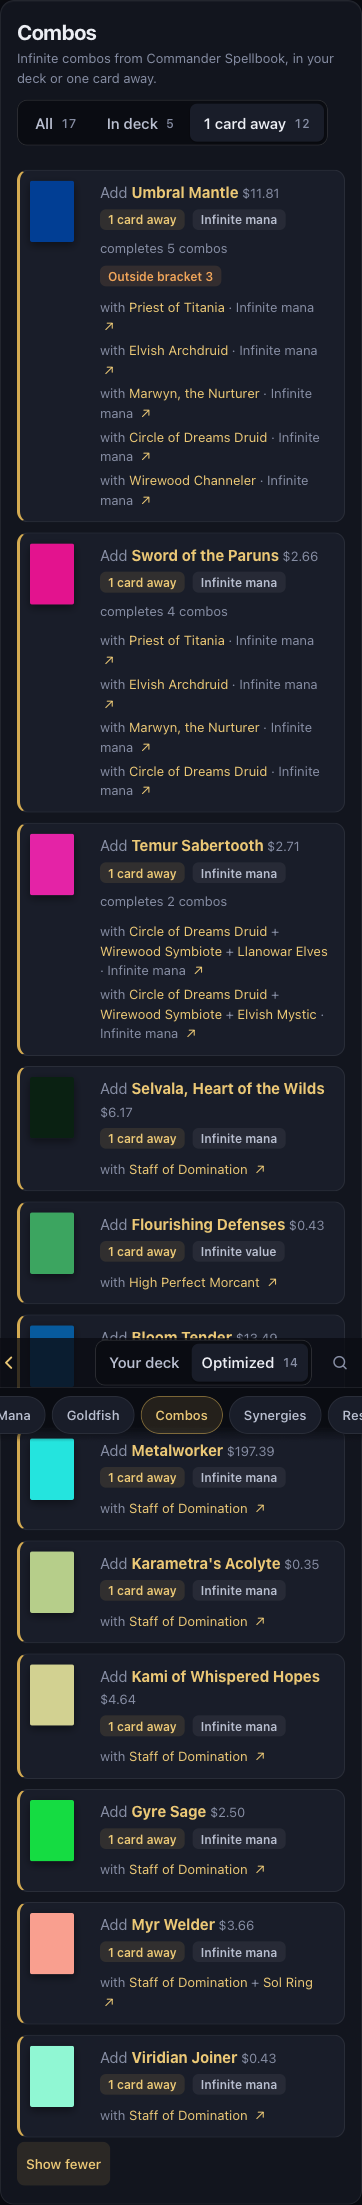 Combos
Infinite combos from Commander Spellbook, in your
deck or one card away.
All 17 In deck 5 1 card away 12
Add Umbral Mantle $11.81
1 card away Infinite mana
completes 5 combos
Outside bracket 3
with Priest of Titania · Infinite mana
↗
with Elvish Archdruid · Infinite mana
↗
with Marwyn, the Nurturer · Infinite
mana ↗
with Circle of Dreams Druid · Infinite
mana ↗
with Wirewood Channeler · Infinite
mana ↗
Add Sword of the Paruns $2.66
1 card away Infinite mana
completes 4 combos
with Priest of Titania · Infinite mana
↗
with Elvish Archdruid · Infinite mana
↗
with Marwyn, the Nurturer · Infinite
mana ↗
with Circle of Dreams Druid · Infinite
mana ↗
Add Temur Sabertooth $2.71
1 card away Infinite mana
completes 2 combos
with Circle of Dreams Druid +
Wirewood Symbiote + Llanowar Elves
· Infinite mana ↗
with Circle of Dreams Druid +
Wirewood Symbiote + Elvish Mystic ·
Infinite mana ↗
Add Selvala, Heart of the Wilds
$6.17
1 card away Infinite mana
with Staff of Domination ↗
Add Flourishing Defenses $0.43
1 card away Infinite value
with High Perfect Morcant ↗
Add Bloom Tender $13.49
Your deck Optimized 14
Mana Goldfish Combos Synergies Res
Add Metalworker $197.39
1 card away Infinite mana
with Staff of Domination ↗
Add Karametra's Acolyte $0.35
1 card away Infinite mana
with Staff of Domination ↗
Add Kami of Whispered Hopes
$4.64
1 card away Infinite mana
with Staff of Domination ↗
Add Gyre Sage $2.50
1 card away Infinite mana
with Staff of Domination ↗
Add Myr Welder $3.66
1 card away Infinite mana
with Staff of Domination + Sol Ring
↗
Add Viridian Joiner $0.43
1 card away Infinite mana
with Staff of Domination ↗
Show fewer